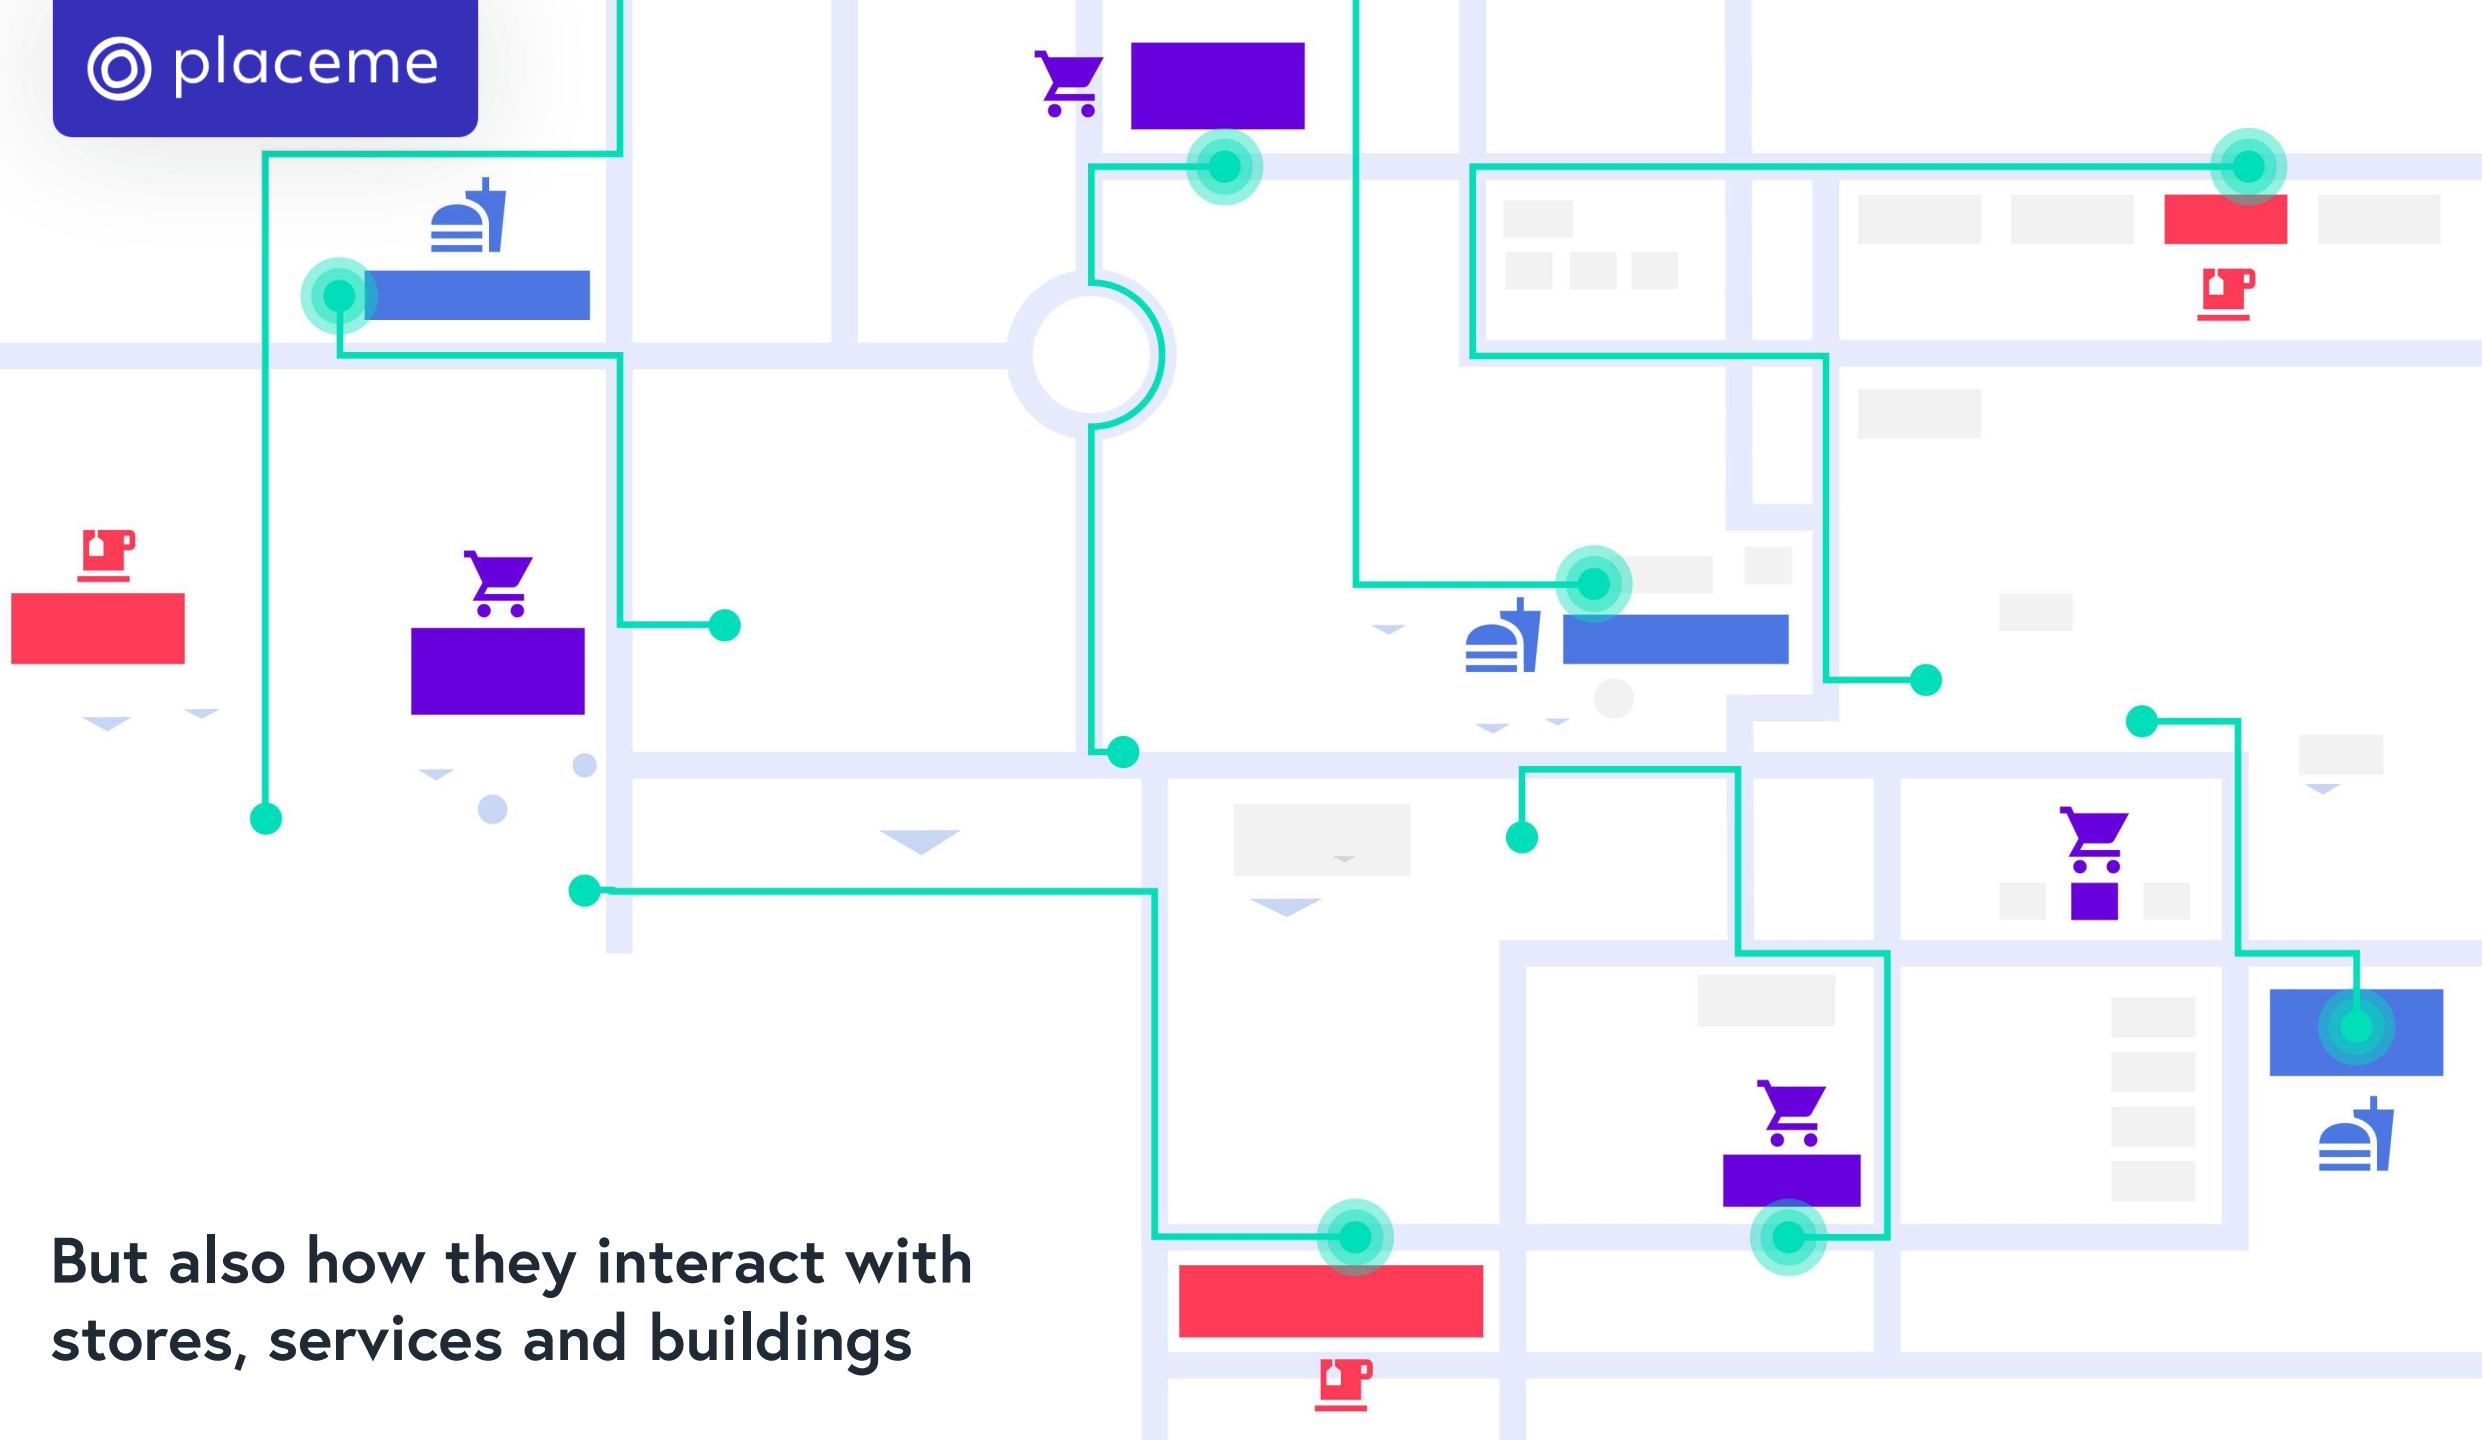 placeme
But also how they interact with
stores, services and buildings